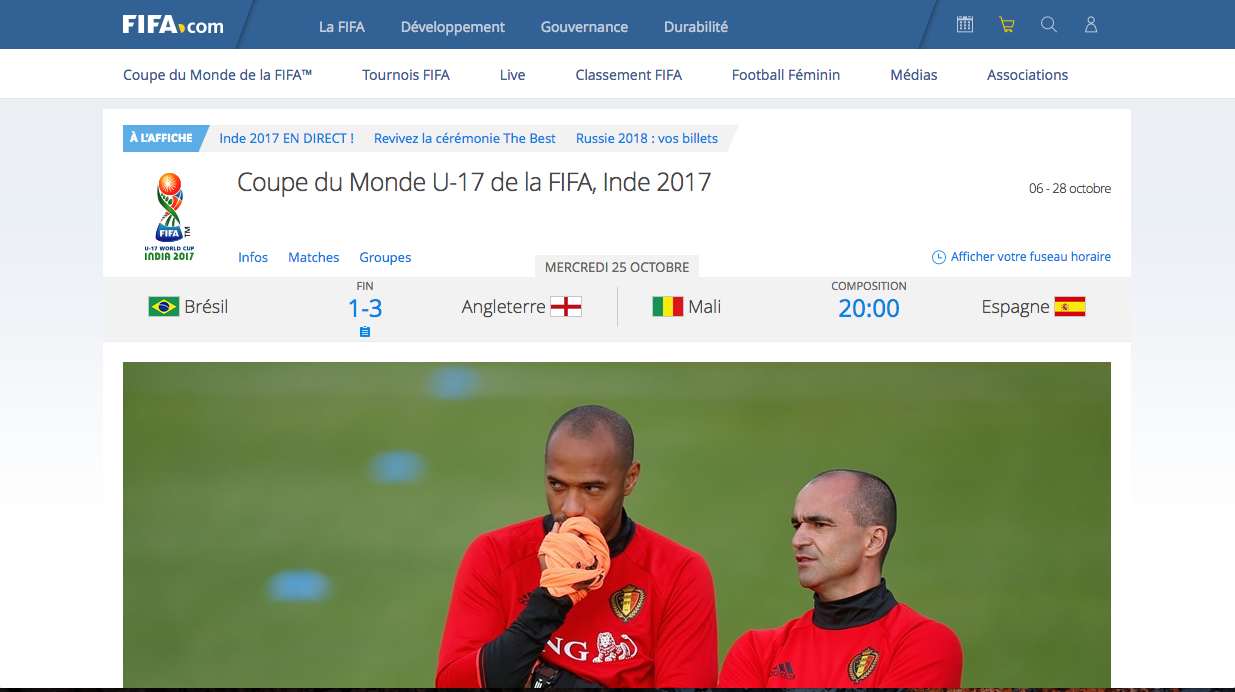 FIFA.com
La FIFA Développement Gouvernance Durabilité
Coupe du Monde de la FIFA™ Tournois FIFA Live Classement FIFA Football Féminin Médias Associations
À L'AFFICHE Inde 2017 EN DIRECT ! Revivez la cérémonie The Best Russie 2018 : vos billets
Coupe du Monde U-17 de la FIFA, Inde 2017
06 - 28 octobre
FIFA TM
U-17 WORLD CUP
INDIA 2017
Infos Matches Groupes
Afficher votre fuseau horaire
MERCREDI 25 OCTOBRE
FIN
Brésil 1-3 Angleterre
COMPOSITION
Mali 20:00 Espagne
NG